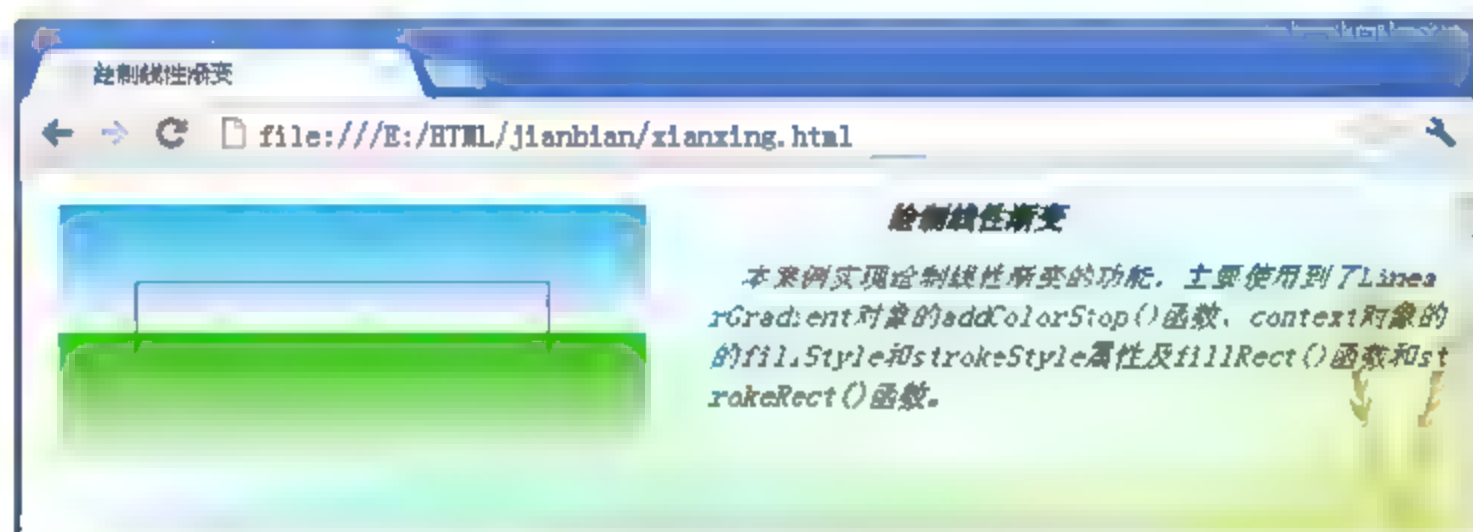 绘制线性渐变
file:///E:/HTML/jianbian/xianxing.html
绘制线性渐变
本案例实现绘制线性渐变的功能，主要使用到了Linea
rGradient对象的addColorStop()函数、context对象的
的fillStyle和strokeStyle属性及fillRect()函数和st
rokeRect()函数。